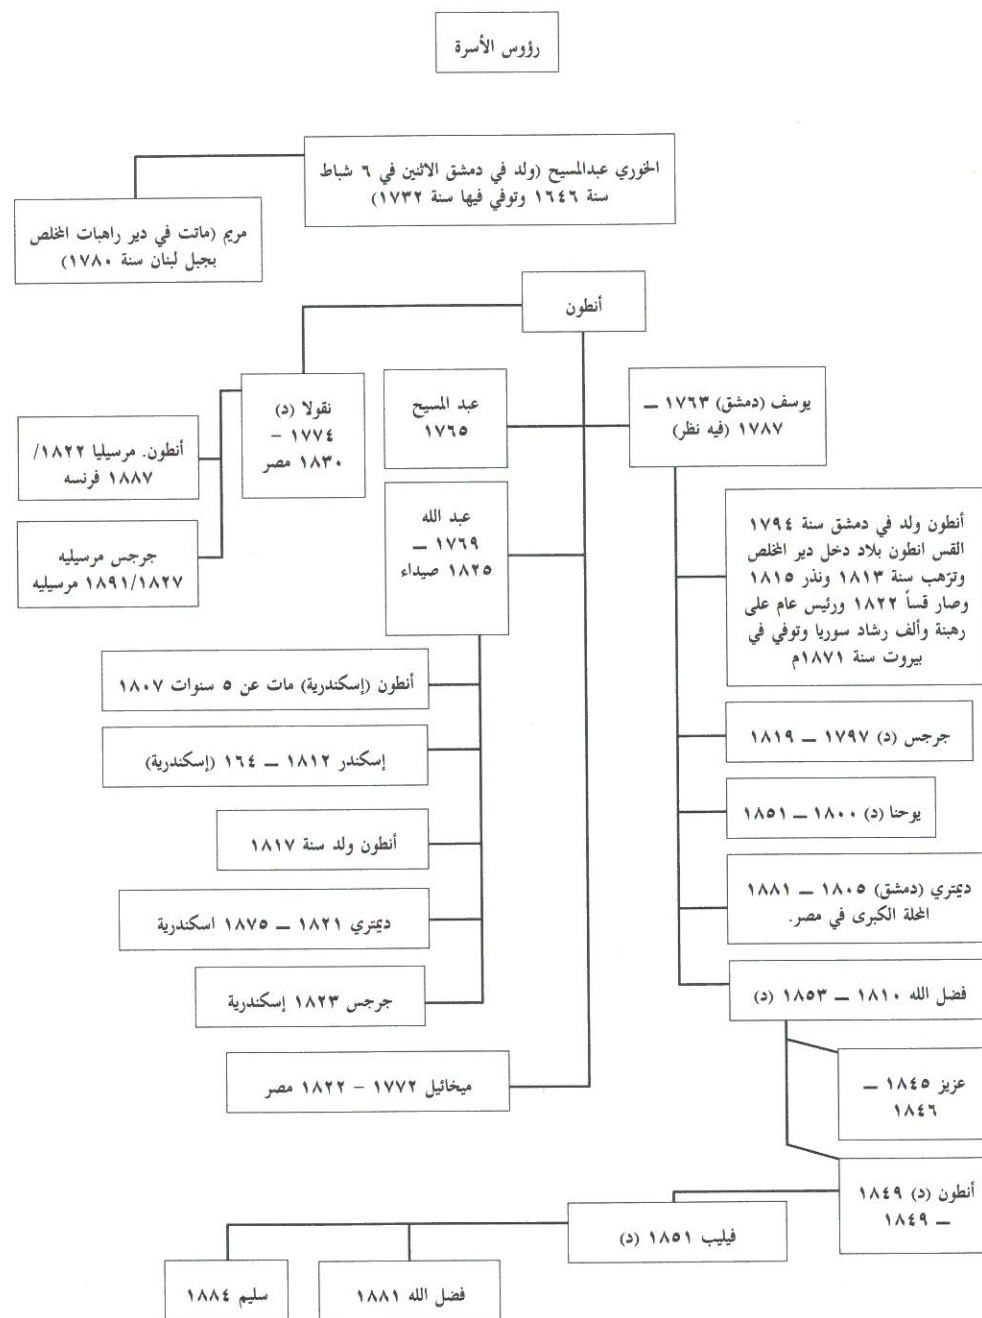 رؤوس الأسرة
الخوري عبدالمسيح (ولد في دمشق الاثنين في ٦ شباط
سنة ١٦٤٦ وتوفي فيها سنة ١٧٣٢)
مريم (ماتت في دير راهبات المخلص
بجبل لبنان سنة ١٧٨٠)
أنطون
يوسف (دمشق) ١٧٦٣ –
١٧٨٧ (فيه نظر)
عبد المسيح
١٧٦٥
نقولا (د)
١٧٧٤ –
١٨٣٠ مصر
أنطون. مرسيليا ١٨٢٢/
١٨٨٧ فرنسه
جرجس مرسيليه
١٨٩١/١٨٢٧ مرسيليه
عبد الله
١٧٦٩ –
١٨٢٥ صيداء
أنطون ولد في دمشق سنة ١٧٩٤
القس انطون بلاد دخل دير المخلص
وترّهب سنة ١٨١٣ ونذر ١٨١٥
وصار قساً ١٨٢٢ ورئيس عام على
رهبنة وألف رشاد سوريا وتوفي في
بيروت سنة ١٨٧١م
جرجس (د) ١٧٩٧ – ١٨١٩
يوحنا (د) ١٨٠٠ – ١٨٥١
ديمتري (دمشق) ١٨٠٥ – ١٨٨١
المحلة الكبرى في مصر.
فضل الله ١٨١٠ – ١٨٥٣ (د)
أنطون (إسكندرية) مات عن ٥ سنوات ١٨٠٧
إسكندر ١٨١٢ – ١٦٤ (إسكندرية)
أنطون ولد سنة ١٨١٧
ديمتري ١٨٢١ – ١٨٧٥ اسكندرية
جرجس ١٨٢٣ إسكندرية
ميخائيل ١٧٧٢ – ١٨٢٢ مصر
عزيز ١٨٤٥ –
١٨٤٦
أنطون (د) ١٨٤٩
– ١٨٤٩
فيليب ١٨٥١ (د)
فضل الله ١٨٨١
سليم ١٨٨٤